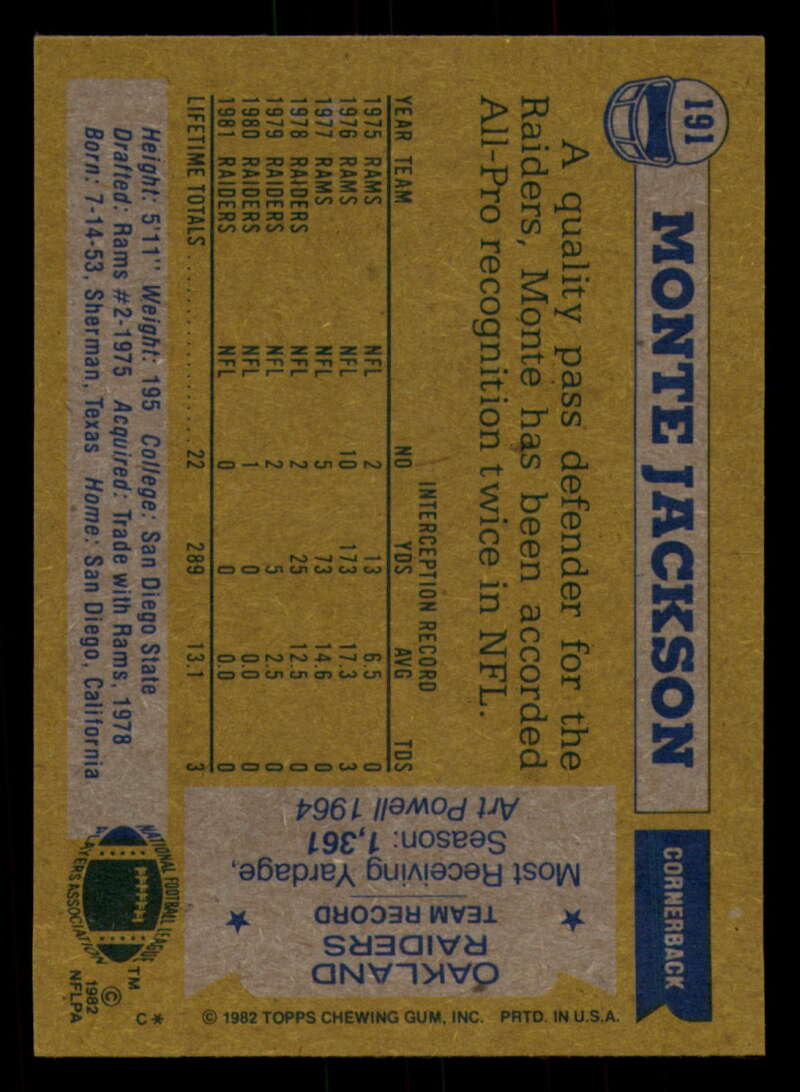 191
MONTE JACKSON
CORNERBACK
A quality pass defender for the
Raiders, Monte has been accorded
All-Pro recognition twice in NFL.
INTERCEPTION RECORD
YEAR TEAM NO YDS AVG TDS
1975 RAMS NFL 2 13 6.5 0
1976 RAMS NFL 10 173 17.3 3
1977 RAMS NFL 5 73 14.6 0
1978 RAIDERS NFL 2 25 12.5 0
1979 RAIDERS NFL 2 5 2.5 0
1980 RAIDERS NFL 1 0 0.0 0
1981 RAIDERS NFL 0 0 0.0 0
LIFETIME TOTALS.................... 22 289 13.1 3
Height: 5'11" Weight: 195 College: San Diego State
Drafted: Rams #2-1975 Acquired: Trade with Rams, 1978
Born: 7-14-53, Sherman, Texas Home: San Diego, California
OAKLAND
RAIDERS
TEAM RECORD
Most Receiving Yardage,
Season: 1,361
Art Powell 1964
NATIONAL FOOTBALL LEAGUE
PLAYERS ASSOCIATION
TM
©
1982
NFLPA
C*
© 1982 TOPPS CHEWING GUM, INC. PRTD. IN U.S.A.